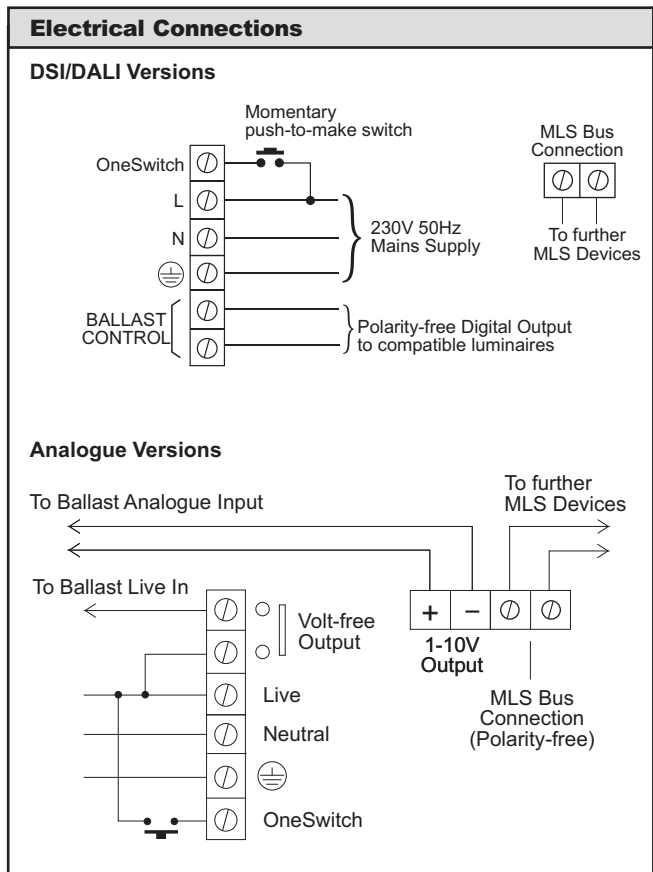 Electrical Connections
DSI/DALI Versions
Momentary
push-to-make switch
OneSwitch
L
N
BALLAST
CONTROL
230V 50Hz
Mains Supply
Polarity-free Digital Output
to compatible luminaires
MLS Bus
Connection
To further
MLS Devices
Analogue Versions
To Ballast Analogue Input
To further
MLS Devices
To Ballast Live In
Volt-free
Output
+ −
1-10V
Output
MLS Bus
Connection
(Polarity-free)
Live
Neutral
OneSwitch